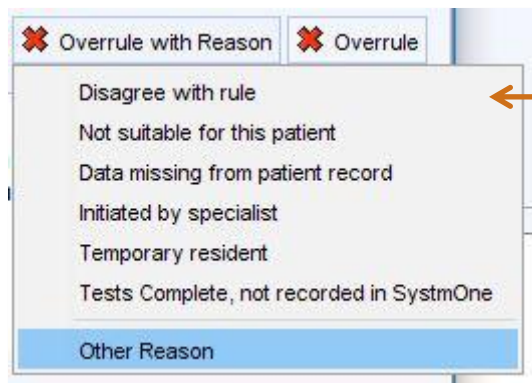 Overrule with Reason Overrule
Disagree with rule
Not suitable for this patient
Data missing from patient record
Initiated by specialist
Temporary resident
Tests Complete, not recorded in SystmOne
Other Reason